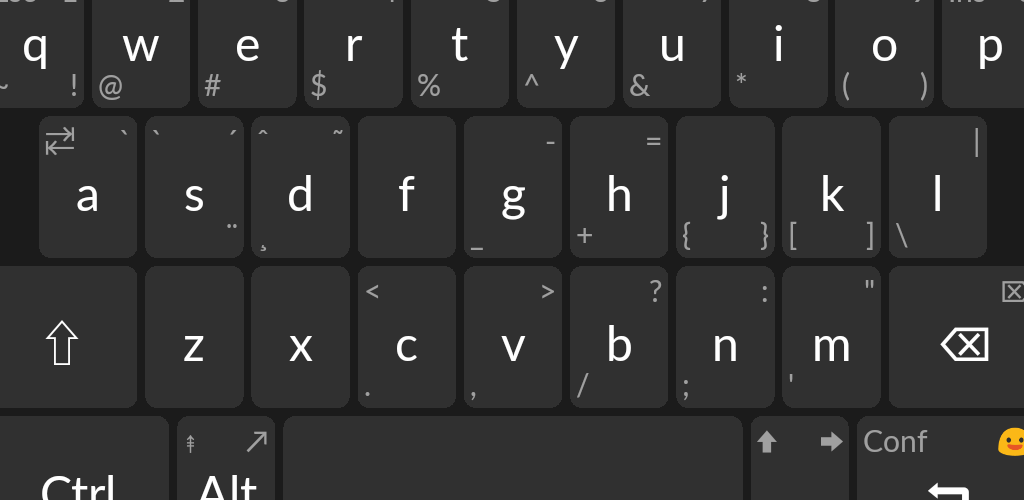 q w e r t y u i o p
~ ! @ # $ % ^ & * ( )
` ` ´ ˆ ˜ - = |
a s d f g h j k l
¨ ¸ _ + { } [ ] \
< > ? : "
z x c v b n m
. , / ; '
Conf
Ctrl Alt